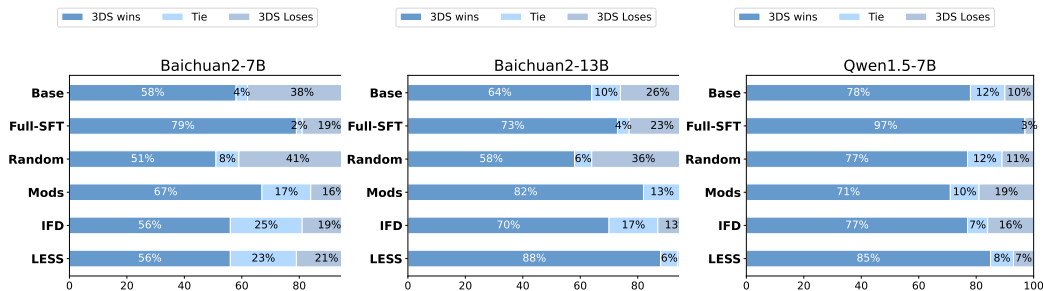 3DS wins Tie 3DS Loses
3DS wins Tie 3DS Loses
3DS wins Tie 3DS Loses
Baichuan2-7B
Base 58% 4% 38%
Full-SFT 79% 2% 19%
Random 51% 8% 41%
Mods 67% 17% 16%
IFD 56% 25% 19%
LESS 56% 23% 21%
0 20 40 60 80
Baichuan2-13B
Base 64% 10% 26%
Full-SFT 73% 4% 23%
Random 58% 6% 36%
Mods 82% 13%
IFD 70% 17% 13
LESS 88% 6%
0 20 40 60 80
Qwen1.5-7B
Base 78% 12% 10%
Full-SFT 97% 3%
Random 77% 12% 11%
Mods 71% 10% 19%
IFD 77% 7% 16%
LESS 85% 8% 7%
0 20 40 60 80 100